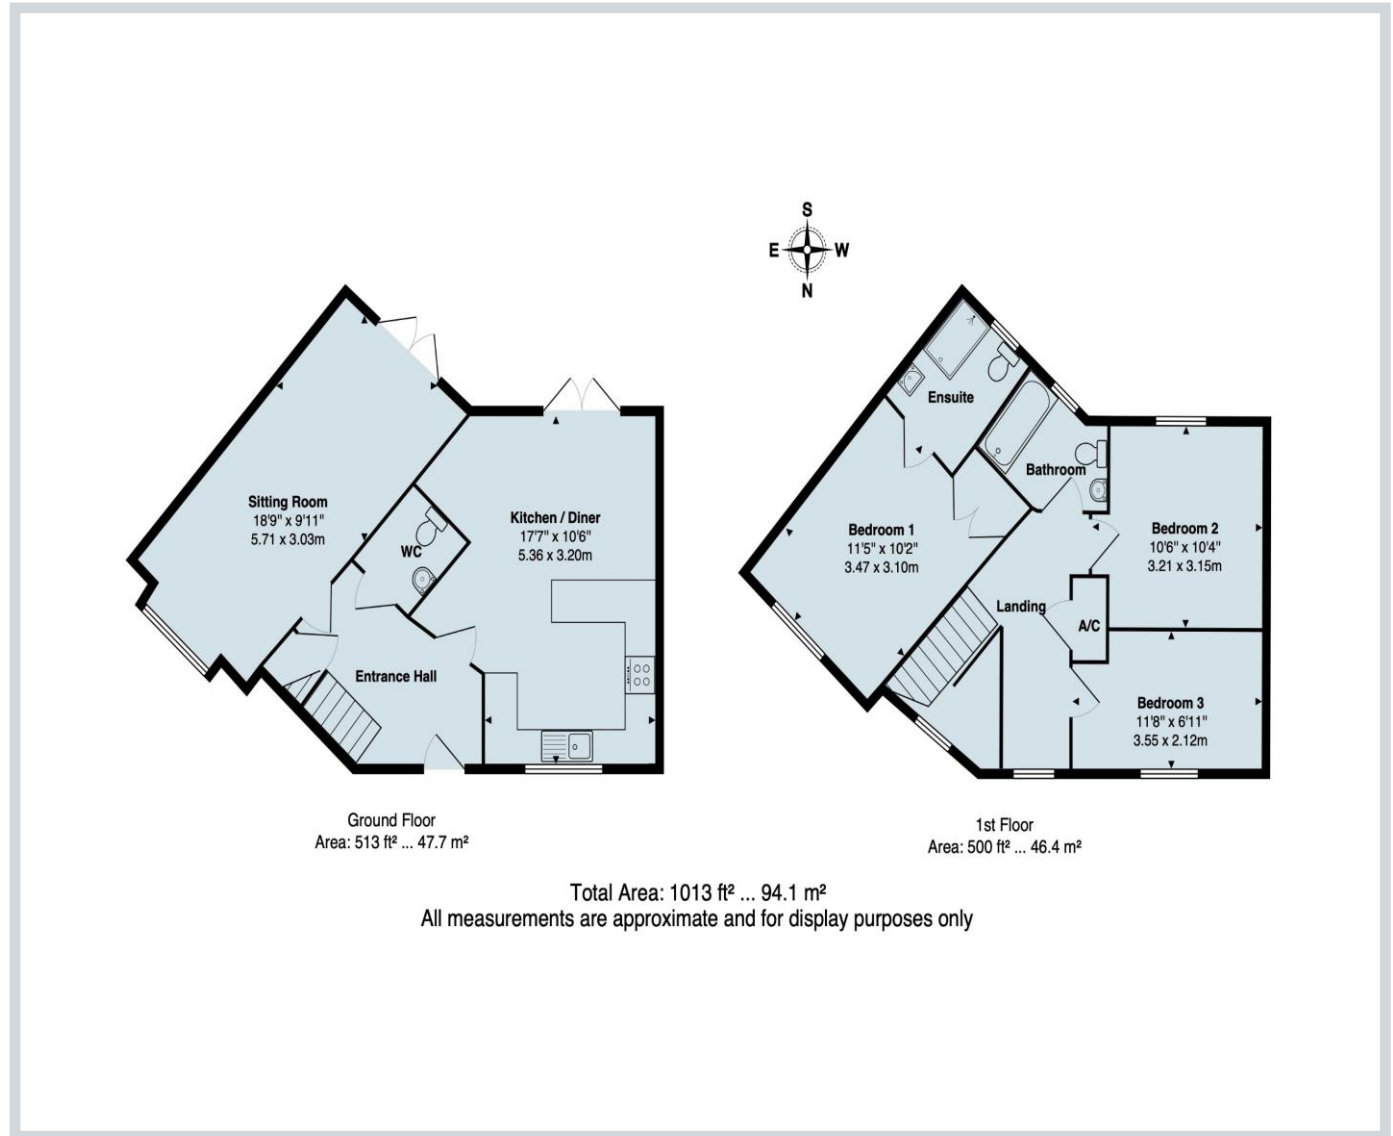 S
E W
N
Sitting Room
18'9" x 9'11"
5.71 x 3.03m
WC
Kitchen / Diner
17'7" x 10'6"
5.36 x 3.20m
Entrance Hall
Ground Floor
Area: 513 ft² ... 47.7 m²
Ensuite
Bathroom
Bedroom 1
11'5" x 10'2"
3.47 x 3.10m
Bedroom 2
10'6" x 10'4"
3.21 x 3.15m
Landing
A/C
Bedroom 3
11'8" x 6'11"
3.55 x 2.12m
1st Floor
Area: 500 ft² ... 46.4 m²
Total Area: 1013 ft² ... 94.1 m²
All measurements are approximate and for display purposes only